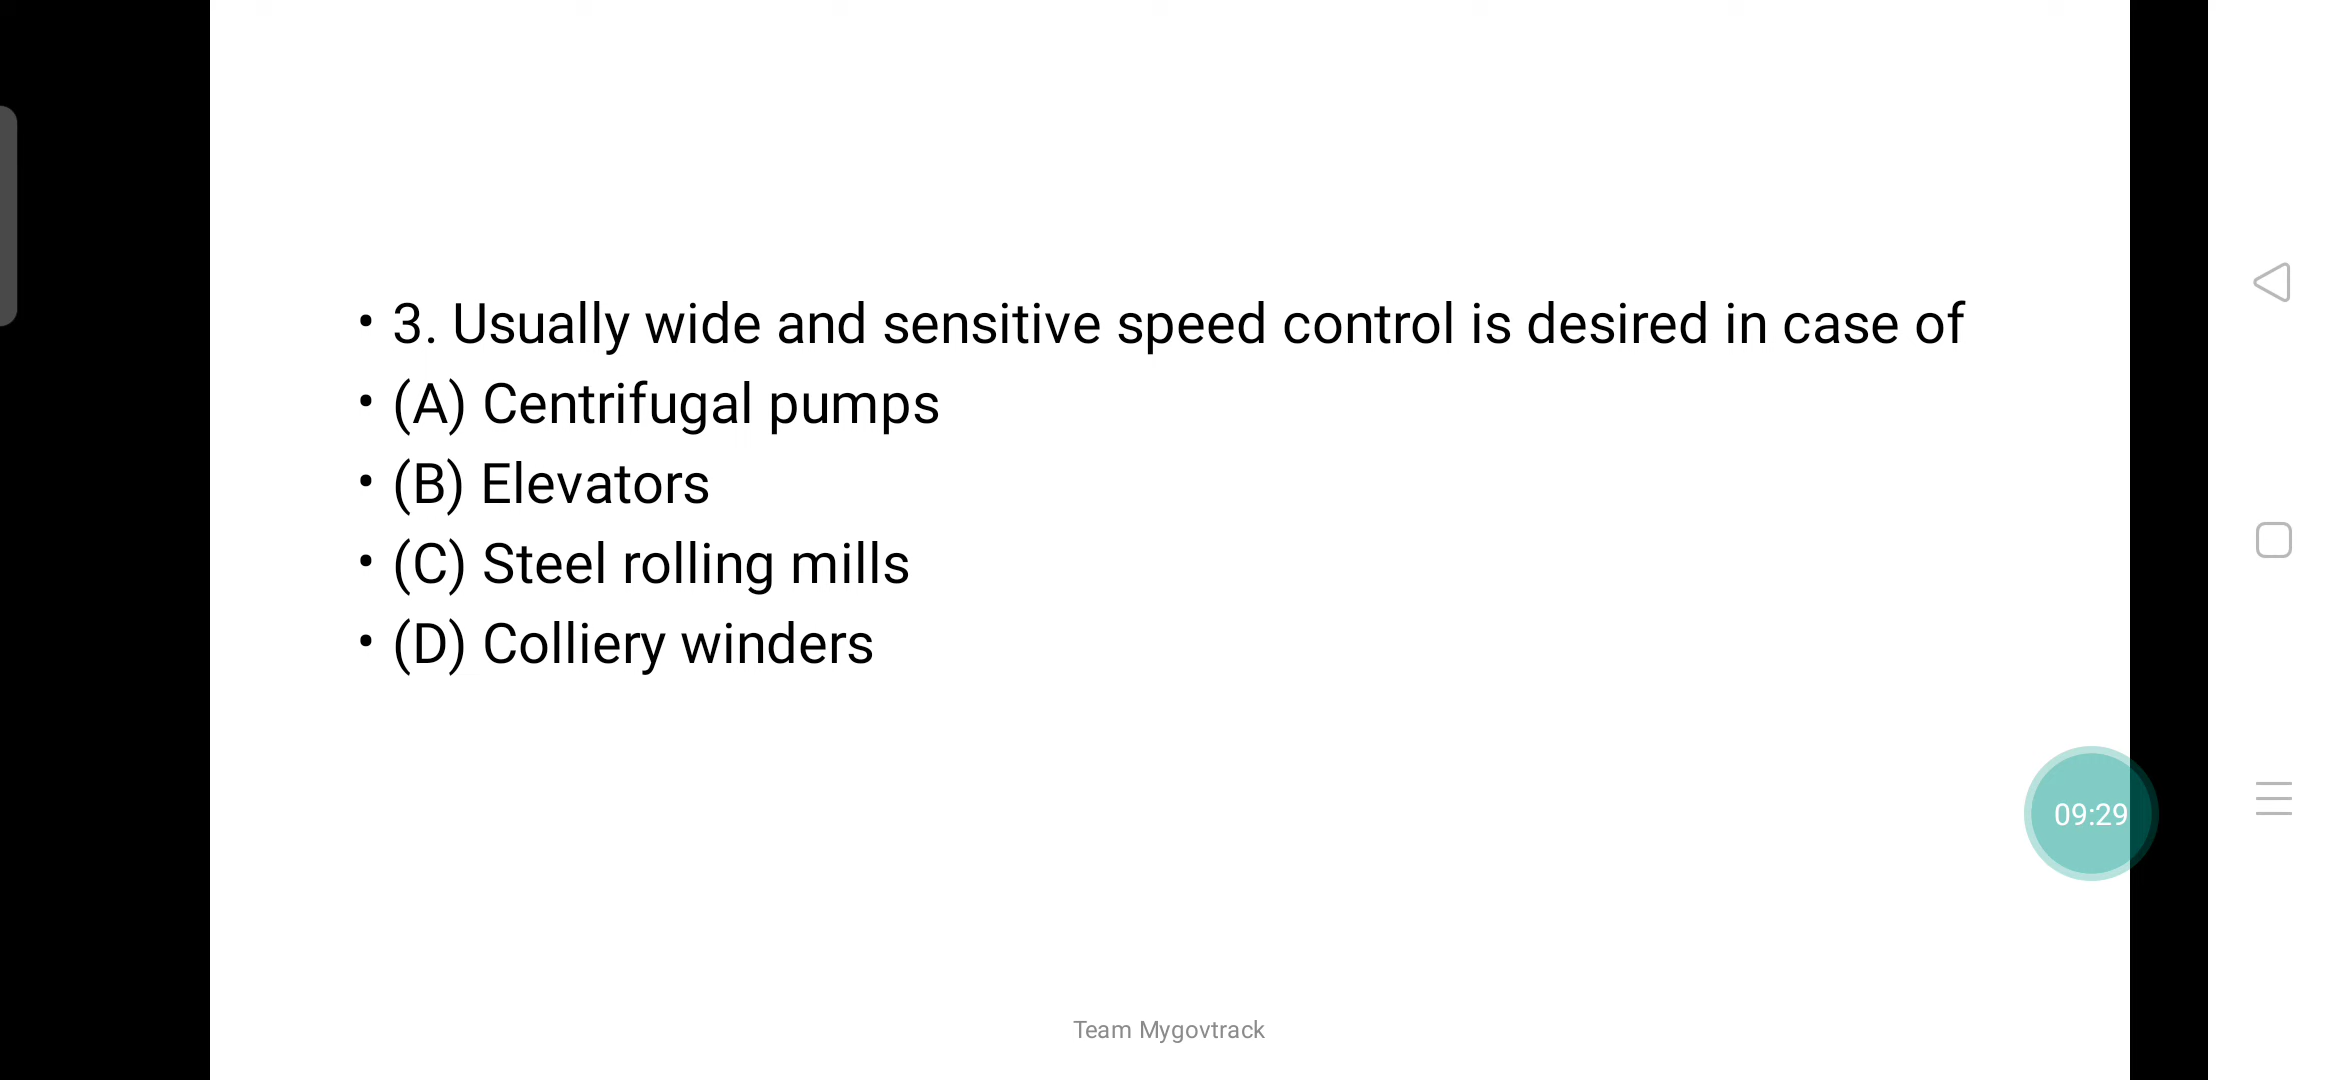 • 3. Usually wide and sensitive speed control is desired in case of
• (A) Centrifugal pumps
• (B) Elevators
• (C) Steel rolling mills
• (D) Colliery winders
09:29
Team Mygovtrack